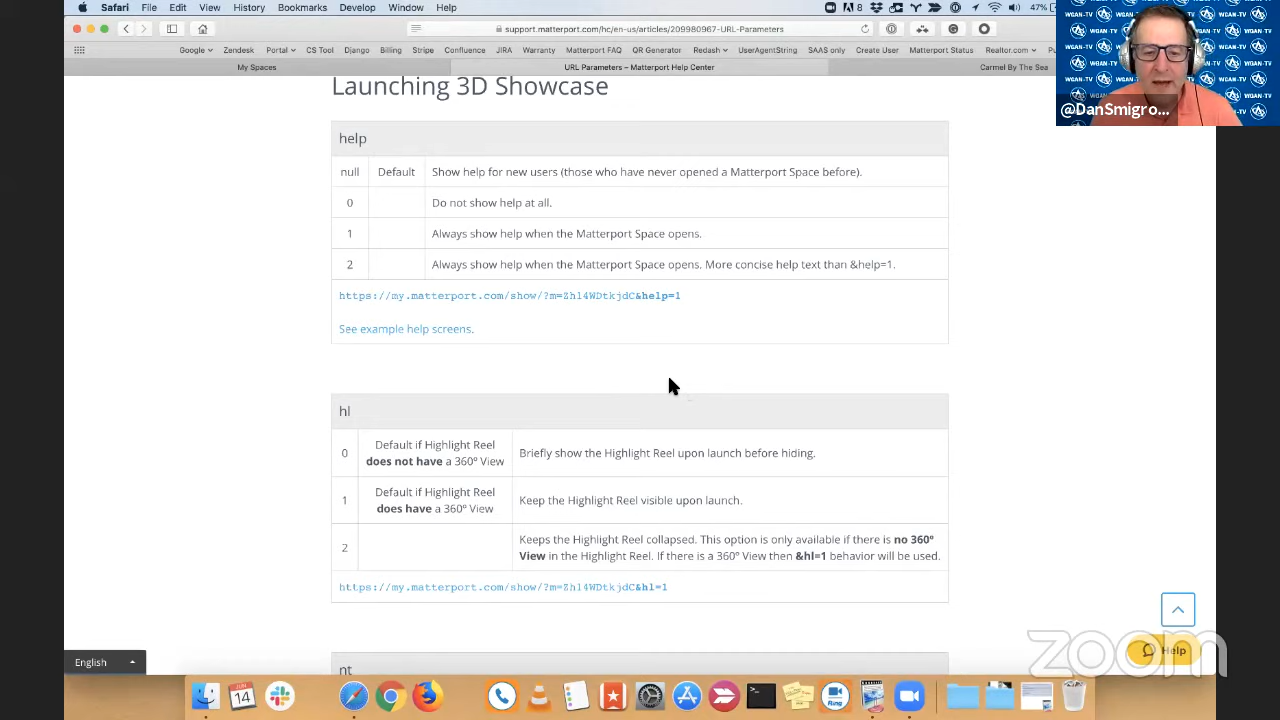 Safari File Edit View History Bookmarks Develop Window Help 8 47%
support.matterport.com/hc/en-us/articles/209980967-URL-Parameters
Google Zendesk Portal CS Tool Django Billing Stripe Confluence JIRA Warranty Matterport FAQ QR Generator Redash UserAgentString SAAS only Create User Matterport Status Realtor.com
My Spaces URL Parameters – Matterport Help Center Carmel By The Sea
WGAN-TV
@DanSmigro...
Launching 3D Showcase
help
null Default Show help for new users (those who have never opened a Matterport Space before).
0 Do not show help at all.
1 Always show help when the Matterport Space opens.
2 Always show help when the Matterport Space opens. More concise help text than &help=1.
https://my.matterport.com/show/?m=Zh14WDtkjdC&help=1
See example help screens.
hl
0 Default if Highlight Reel
does not have a 360º View
Briefly show the Highlight Reel upon launch before hiding.
1 Default if Highlight Reel
does have a 360º View
Keep the Highlight Reel visible upon launch.
2 Keeps the Highlight Reel collapsed. This option is only available if there is no 360º
View in the Highlight Reel. If there is a 360º View then &hl=1 behavior will be used.
https://my.matterport.com/show/?m=Zh14WDtkjdC&hl=1
nt
English
Help
zoom
14
Ring